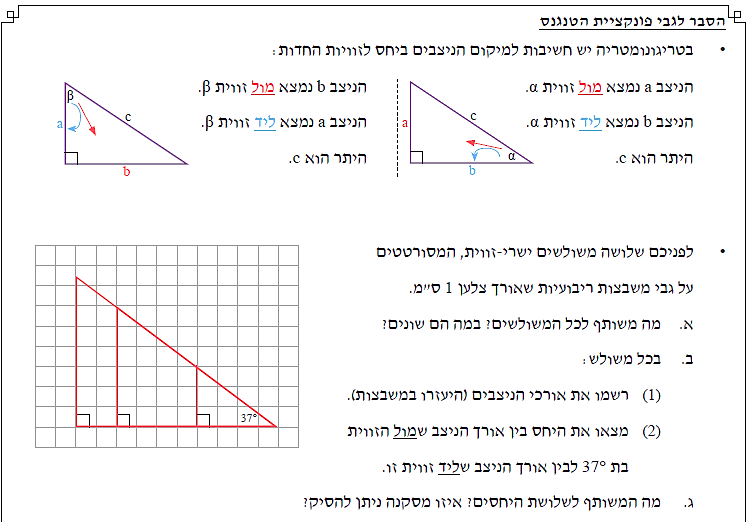 הסבר לגבי פונקציית הטנגנס
• בטריגונומטריה יש חשיבות למיקום הניצבים ביחס לזוויות החדות:
הניצב a נמצא מול זווית α.
הניצב b נמצא ליד זווית α.
היתר הוא c.
a
c
α
b
הניצב b נמצא מול זווית β.
הניצב a נמצא ליד זווית β.
היתר הוא c.
β
a
c
b
• לפניכם שלושה משולשים ישרי-זווית, המסורטטים
על גבי משבצות ריבועיות שאורך צלען 1 ס"מ.
א. מה משותף לכל המשולשים? במה הם שונים?
ב. בכל משולש:
(1) רשמו את אורכי הניצבים (היעזרו במשבצות).
(2) מצאו את היחס בין אורך הניצב שמול הזווית
בת 37° לבין אורך הניצב שליד זווית זו.
ג. מה המשותף לשלושת היחסים? איזו מסקנה ניתן להסיק?
37°